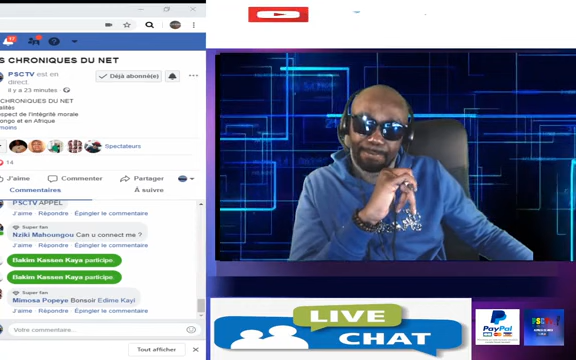 S CHRONIQUES DU NET
PSCTV est en
direct.
il y a 23 minutes
Déjà abonné(e)
CHRONIQUES DU NET
alités
espect de l'intégrité morale
ongo et en Afrique
moins
Spectateurs
14
J'aime
Commenter
Partager
Commentaires
À suivre
PSCTV APPEL
J'aime Répondre Épingler le commentaire
Super fan
Nziki Mahoungou Can u connect me ?
J'aime Répondre Épingler le commentaire
Bakim Kassen Kaya participe.
Bakim Kassen Kaya participe.
Super fan
Mimosa Popeye Bonsoir Edime Kayi
J'aime Répondre Épingler le commentaire
Votre commentaire...
Tout afficher
LIVE
CHAT
PayPal